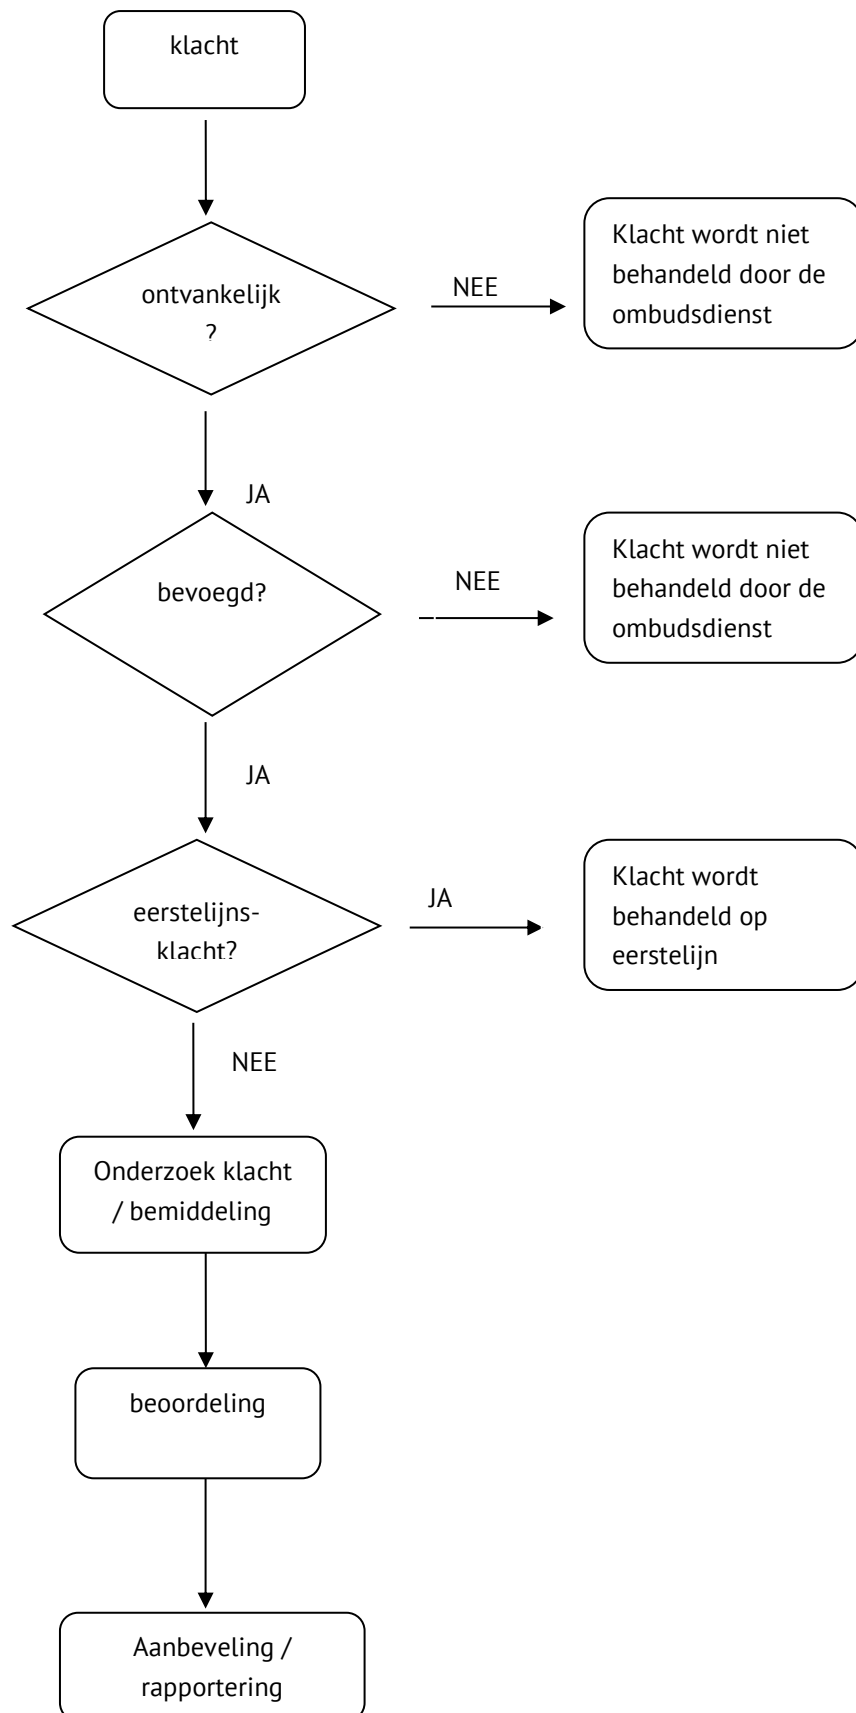 klacht
ontvankelijk
?
NEE
Klacht wordt niet
behandeld door de
ombudsdienst
JA
bevoegd?
NEE
Klacht wordt niet
behandeld door de
ombudsdienst
JA
eerstelijns-
klacht?
JA
Klacht wordt
behandeld op
eerstelijn
NEE
Onderzoek klacht
/ bemiddeling
beoordeling
Aanbeveling /
rapportering